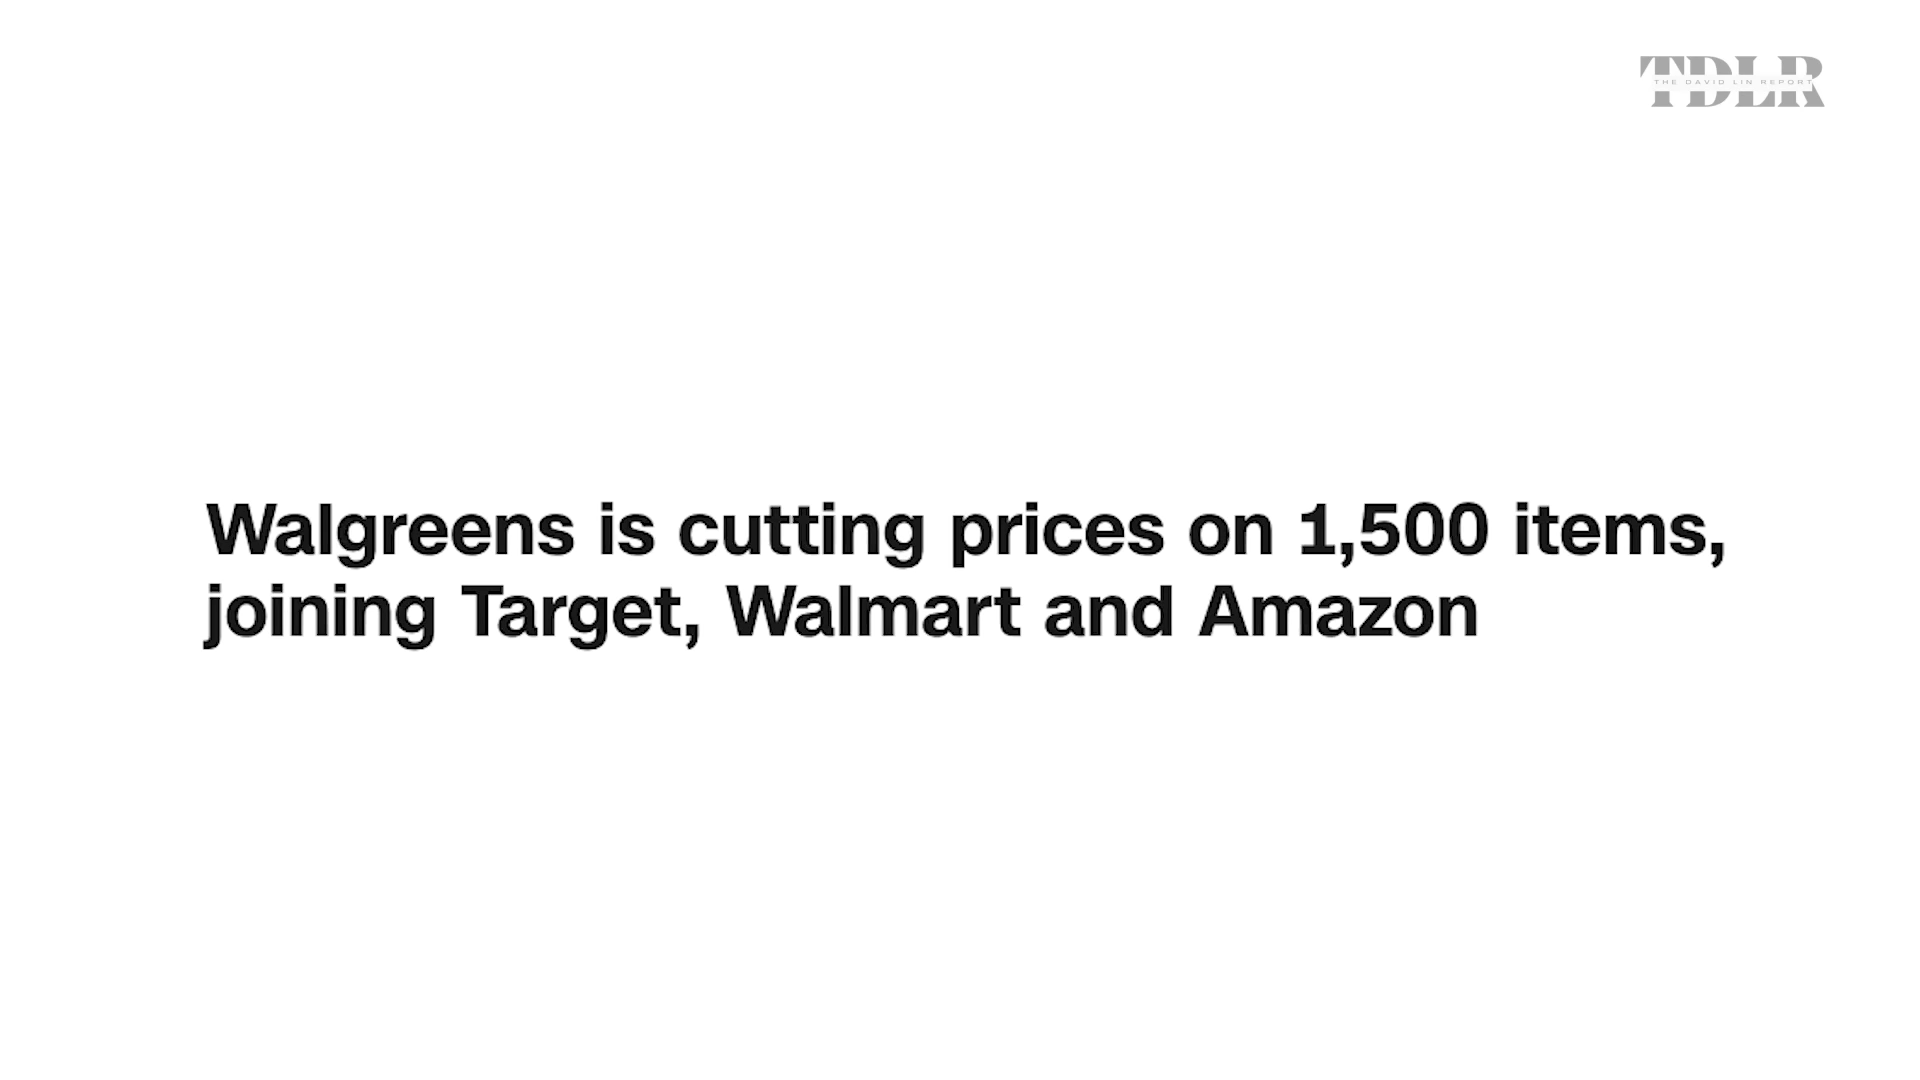 TDLR
THE DAVID LIN REPORT
Walgreens is cutting prices on 1,500 items,
joining Target, Walmart and Amazon